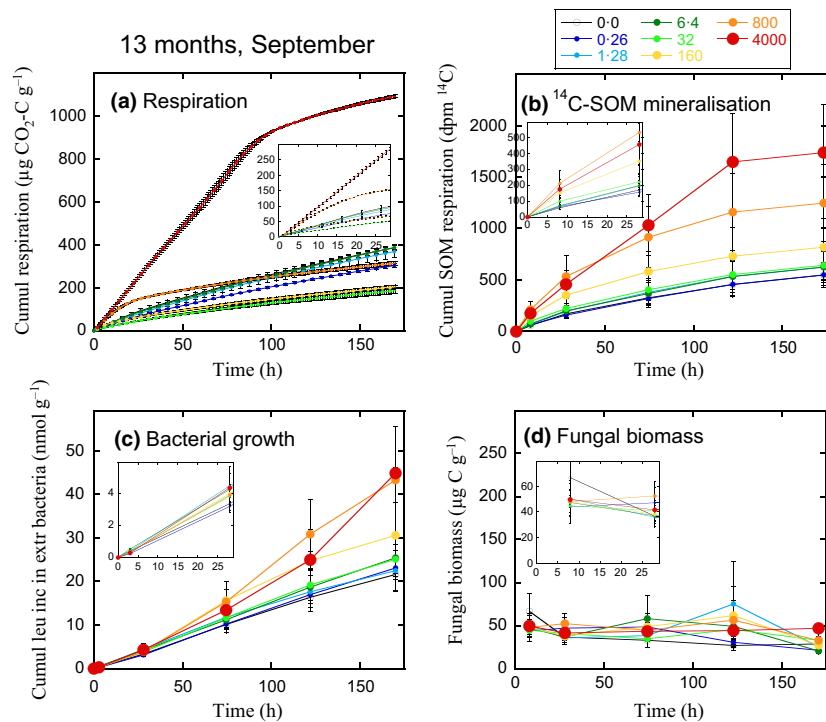 13 months, September
0·0 6·4 800
0·26 32 4000
1·28 160
(a) Respiration
Cumul respiration (µg CO₂-C g⁻¹)
1000
800
600
400
200
0
0 50 100 150
Time (h)
300
250
200
150
100
50
0
0 5 10 15 20 25
(b) ¹⁴C-SOM mineralisation
Cumul SOM respiration (dpm ¹⁴C)
2000
1500
1000
500
0
0 50 100 150
Time (h)
600
500
400
300
200
100
0
0 5 10 15 20 25
(c) Bacterial growth
Cumul leu inc in extr bacteria (nmol g⁻¹)
60
50
40
30
20
10
0
0 50 100 150
Time (h)
4
2
0
0 5 10 15 20 25
(d) Fungal biomass
Fungal biomass (µg C g⁻¹)
250
200
150
100
50
0
0 50 100 150
Time (h)
60
40
20
0
0 5 10 15 20 25